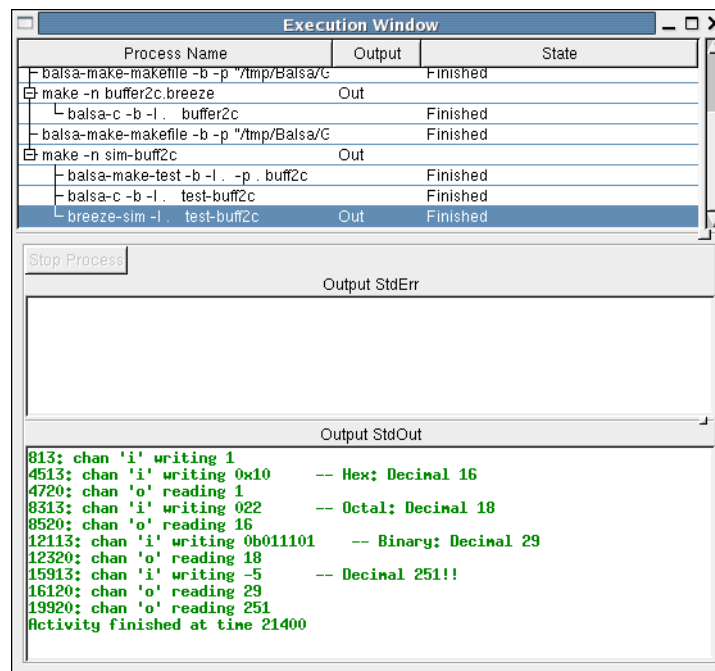 Execution Window
Process Name Output State
balsa-make-makefile -b -p "/tmp/Balsa/G Finished
make -n buffer2c.breeze Out
balsa-c -b -I . buffer2c Finished
balsa-make-makefile -b -p "/tmp/Balsa/G Finished
make -n sim-buff2c Out
balsa-make-test -b -I . -p . buff2c Finished
balsa-c -b -I . test-buff2c Finished
breeze-sim -I . test-buff2c Out Finished
Stop Process
Output StdErr
Output StdOut
813: chan 'i' writing 1
4513: chan 'i' writing 0x10 -- Hex: Decimal 16
4720: chan 'o' reading 1
8313: chan 'i' writing 022 -- Octal: Decimal 18
8520: chan 'o' reading 16
12113: chan 'i' writing 0b011101 -- Binary: Decimal 29
12320: chan 'o' reading 18
15913: chan 'i' writing -5 -- Decimal 251!!
16120: chan 'o' reading 29
19920: chan 'o' reading 251
Activity finished at time 21400